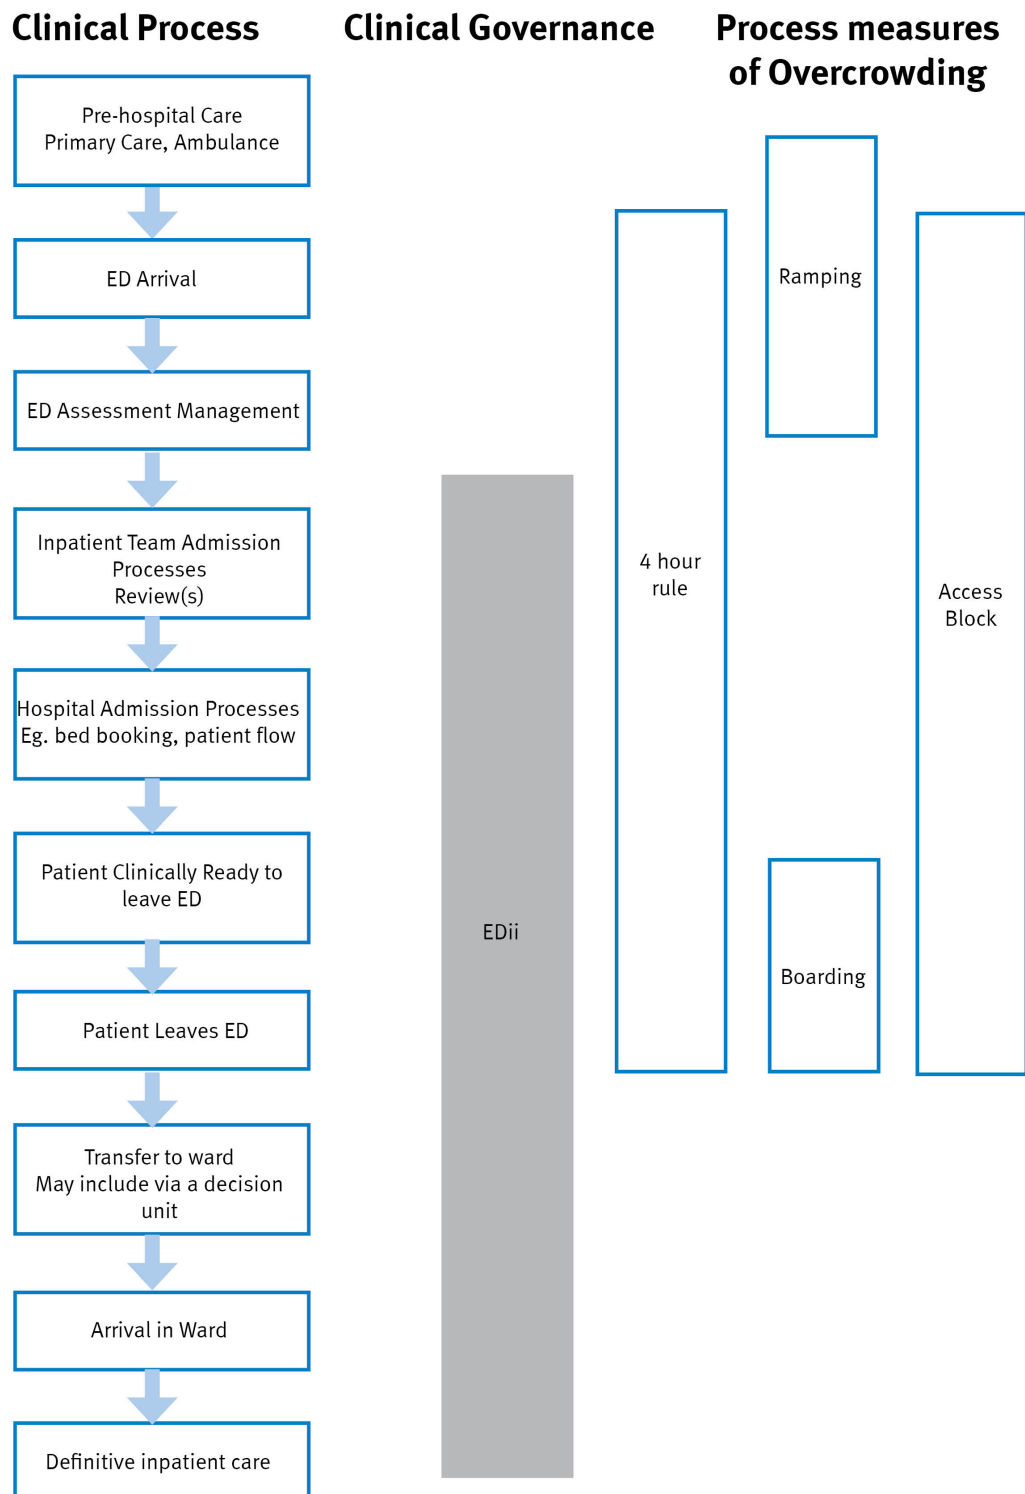 Clinical Process
Clinical Governance
Process measures
of Overcrowding
Pre-hospital Care
Primary Care, Ambulance
ED Arrival
ED Assessment Management
Inpatient Team Admission
Processes
Review(s)
Hospital Admission Processes
Eg. bed booking, patient flow
Patient Clinically Ready to
leave ED
Patient Leaves ED
Transfer to ward
May include via a decision
unit
Arrival in Ward
Definitive inpatient care
EDii
4 hour
rule
Ramping
Boarding
Access
Block